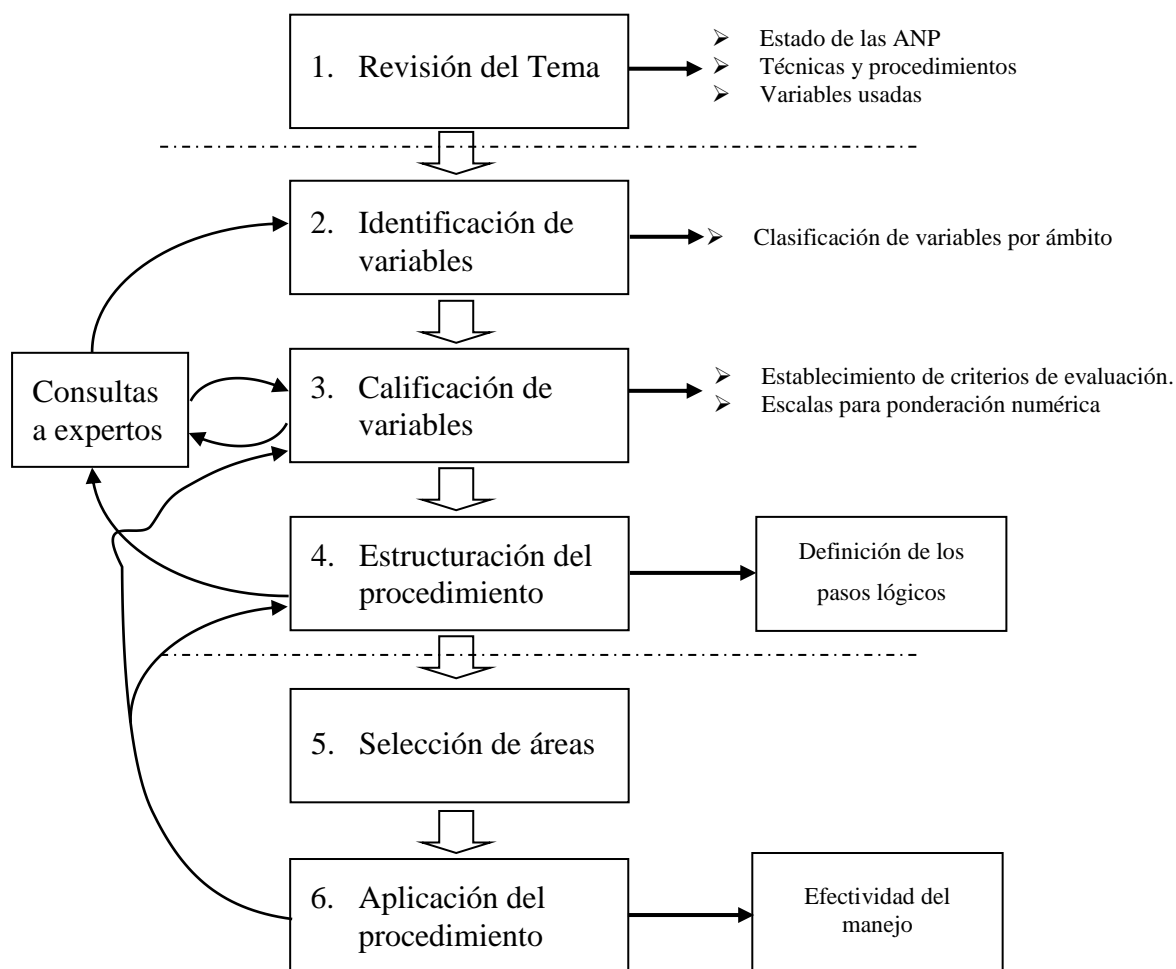 1. Revisión del Tema
➢ Estado de las ANP
➢ Técnicas y procedimientos
➢ Variables usadas
2. Identificación de
variables
➢ Clasificación de variables por ámbito
Consultas
a expertos
3. Calificación de
variables
➢ Establecimiento de criterios de evaluación.
➢ Escalas para ponderación numérica
4. Estructuración del
procedimiento
Definición de los
pasos lógicos
5. Selección de áreas
6. Aplicación del
procedimiento
Efectividad del
manejo